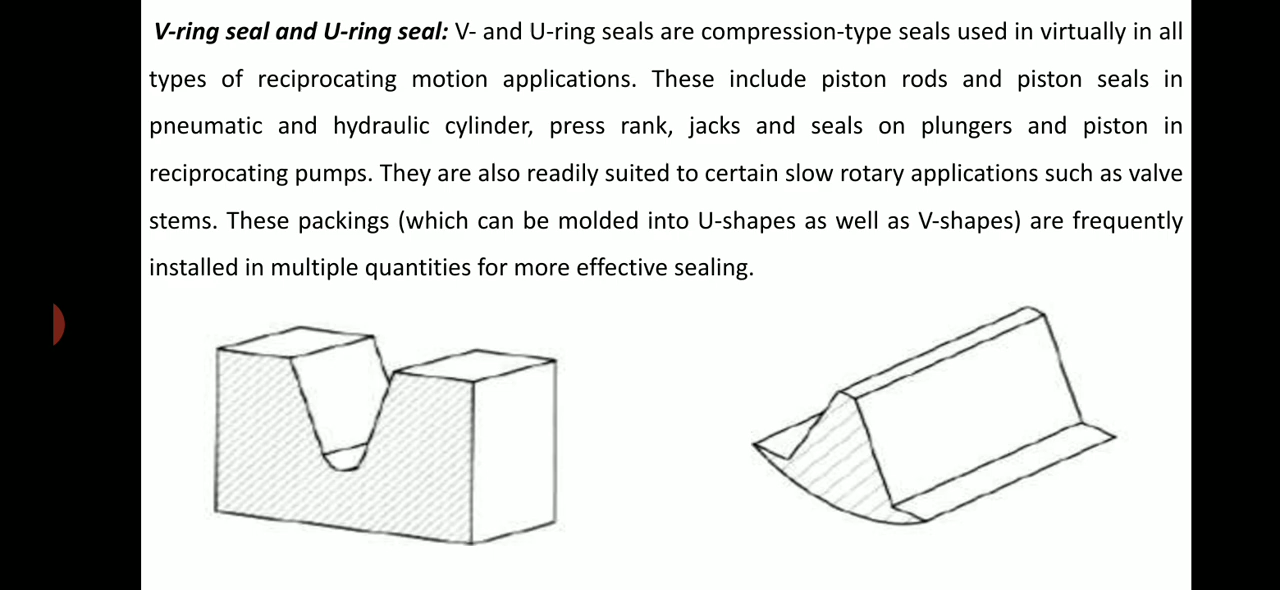 V-ring seal and U-ring seal: V- and U-ring seals are compression-type seals used in virtually in all
types of reciprocating motion applications. These include piston rods and piston seals in
pneumatic and hydraulic cylinder, press rank, jacks and seals on plungers and piston in
reciprocating pumps. They are also readily suited to certain slow rotary applications such as valve
stems. These packings (which can be molded into U-shapes as well as V-shapes) are frequently
installed in multiple quantities for more effective sealing.